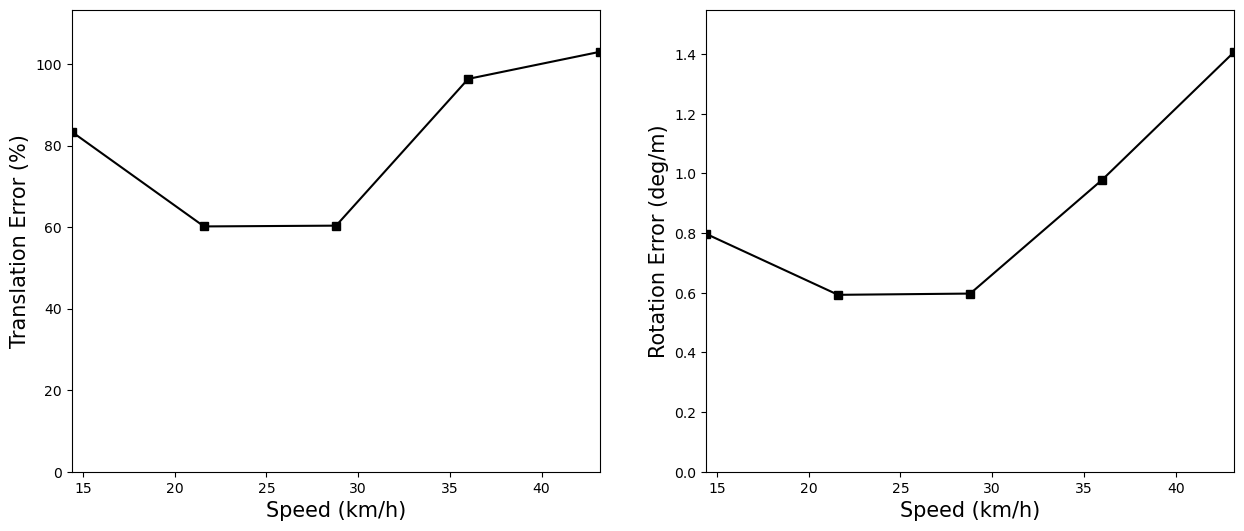 Translation Error (%)
100
80
60
40
20
0
15 20 25 30 35 40
Speed (km/h)
Rotation Error (deg/m)
1.4
1.2
1.0
0.8
0.6
0.4
0.2
0.0
15 20 25 30 35 40
Speed (km/h)